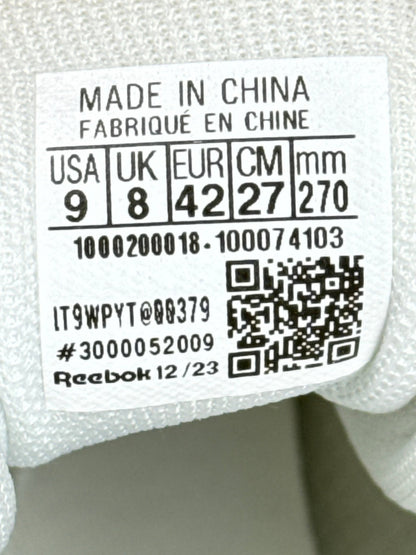 MADE IN CHINA
FABRIQUÉ EN CHINE
USA UK EUR CM mm
9 8 42 27 270
1000200018-100074103
LT9WPYT@00379
#3000052009
Reebok 12/23